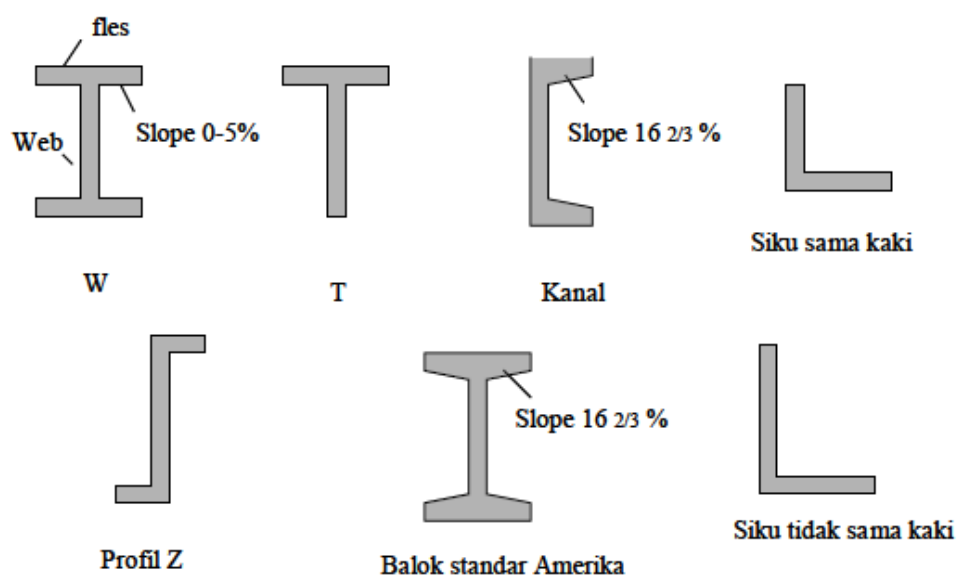 fles
Web
Slope 0-5%
Slope 16 2/3 %
W
T
Kanal
Siku sama kaki
Slope 16 2/3 %
Profil Z
Balok standar Amerika
Siku tidak sama kaki